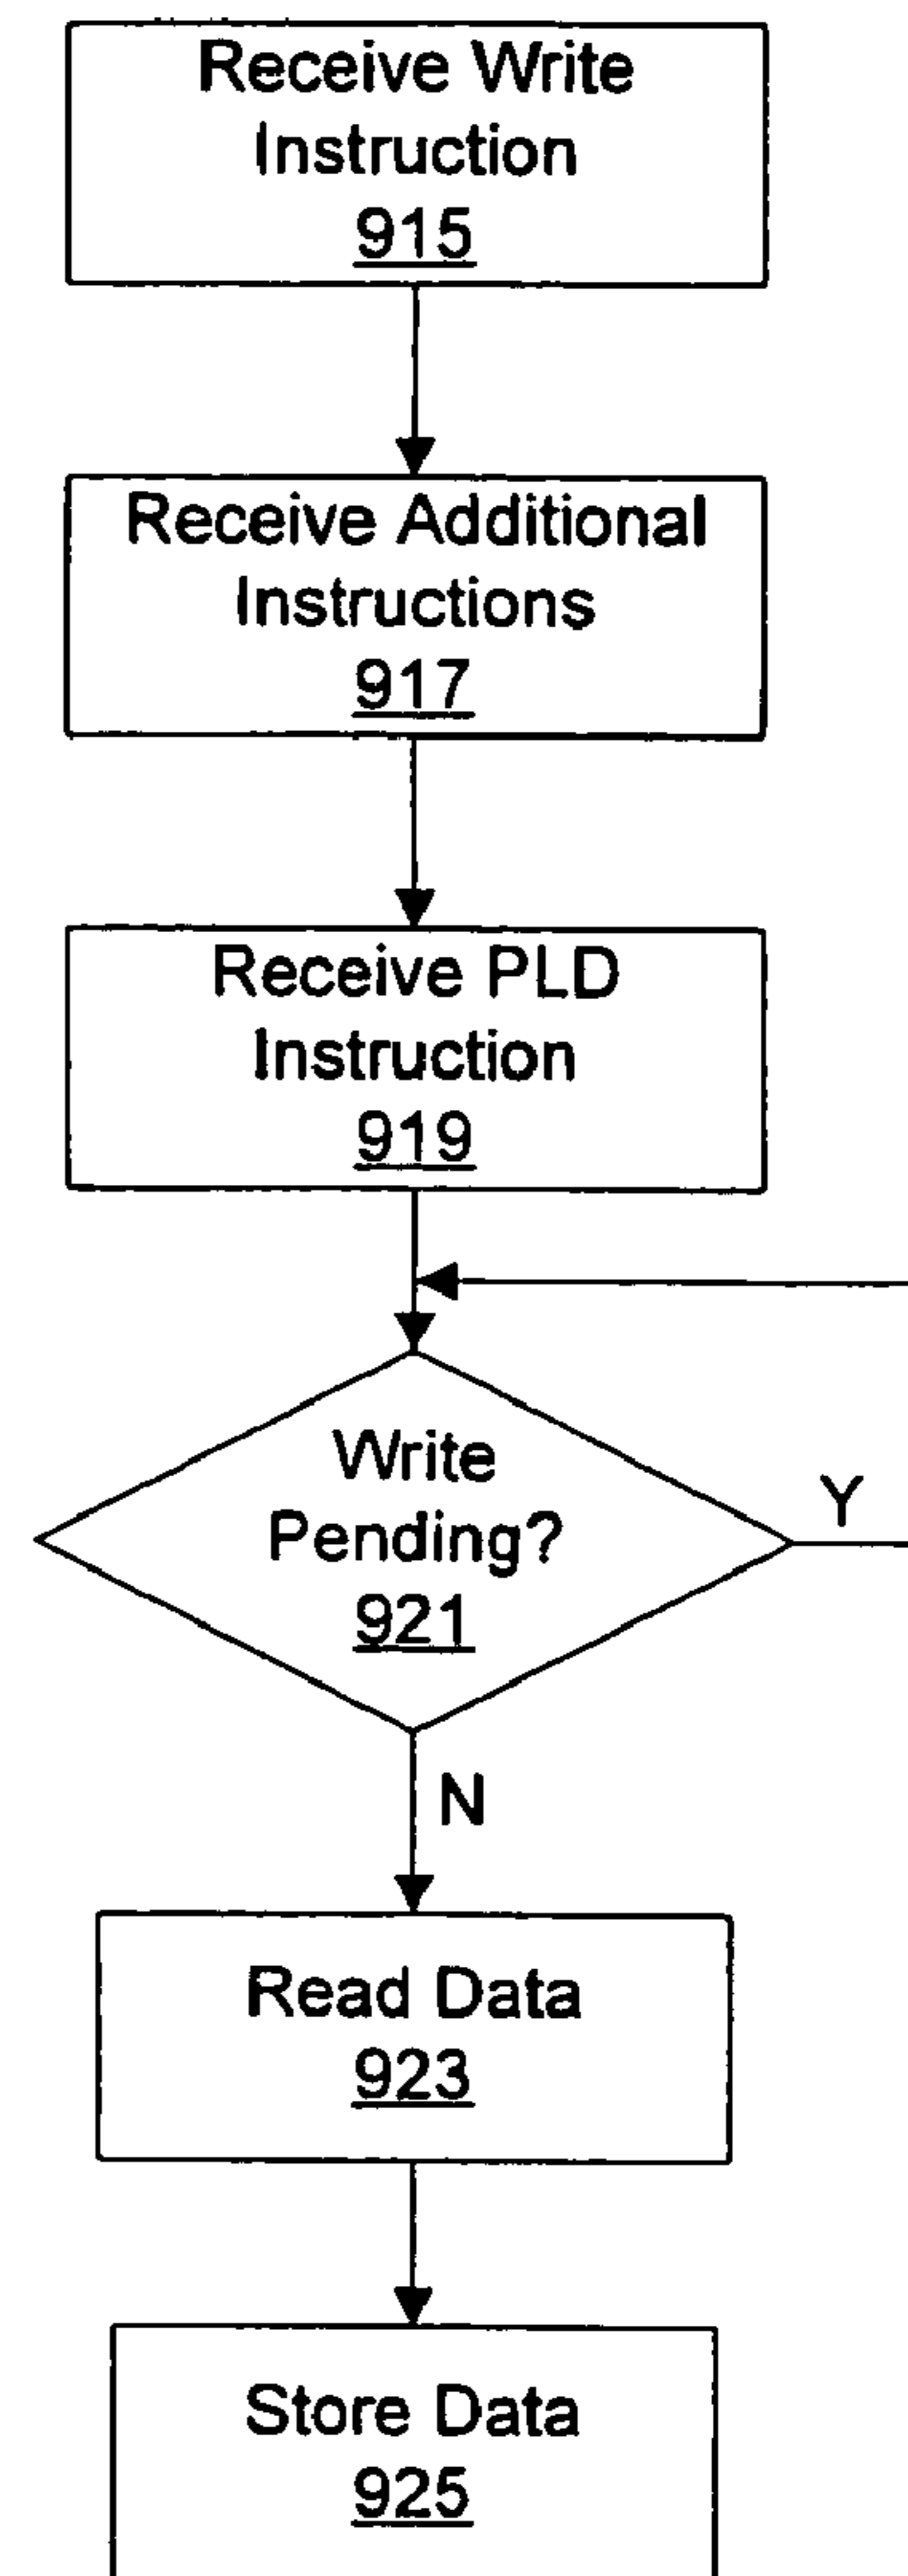 Receive Write
Instruction
915
Receive Additional
Instructions
917
Receive PLD
Instruction
919
Write
Pending?
921
Y
N
Read Data
923
Store Data
925